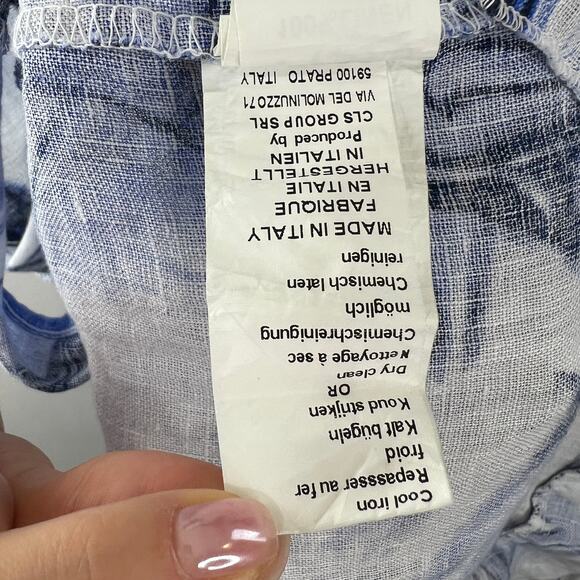 Cool iron
Repassser au fer
froid
Kalt bügeln
Koud strijken
OR
Dry clean
Nettoyage à sec
Chemischreinigung
möglich
Chemisch laten
reinigen
MADE IN ITALY
FABRIQUE
EN ITALIE
HERGESTELLT
IN ITALIEN
Produced by
CLS GROUP SRL
VIA DEL MOLINUZZO 71
59100 PRATO ITALY